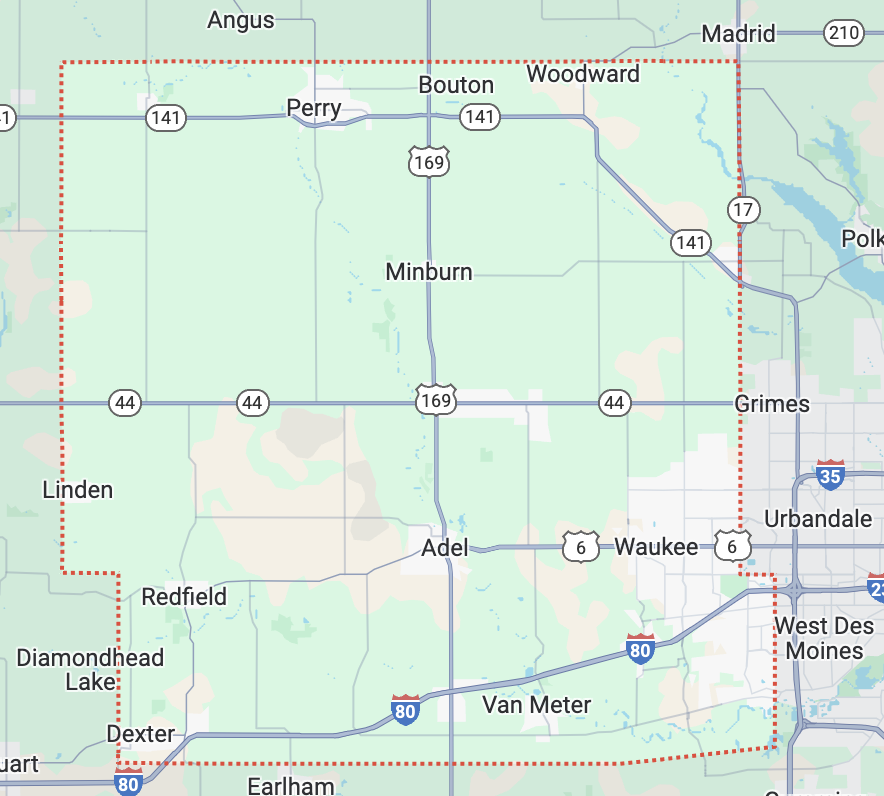 Angus
Madrid
210
Woodward
Bouton
Perry
141
141
169
17
141
Polk
Minburn
44
44
169
44
Grimes
Linden
35
Urbandale
Adel
6
Waukee
6
Redfield
West Des
Moines
80
Diamondhead
Lake
80
Van Meter
Dexter
80
Earlham